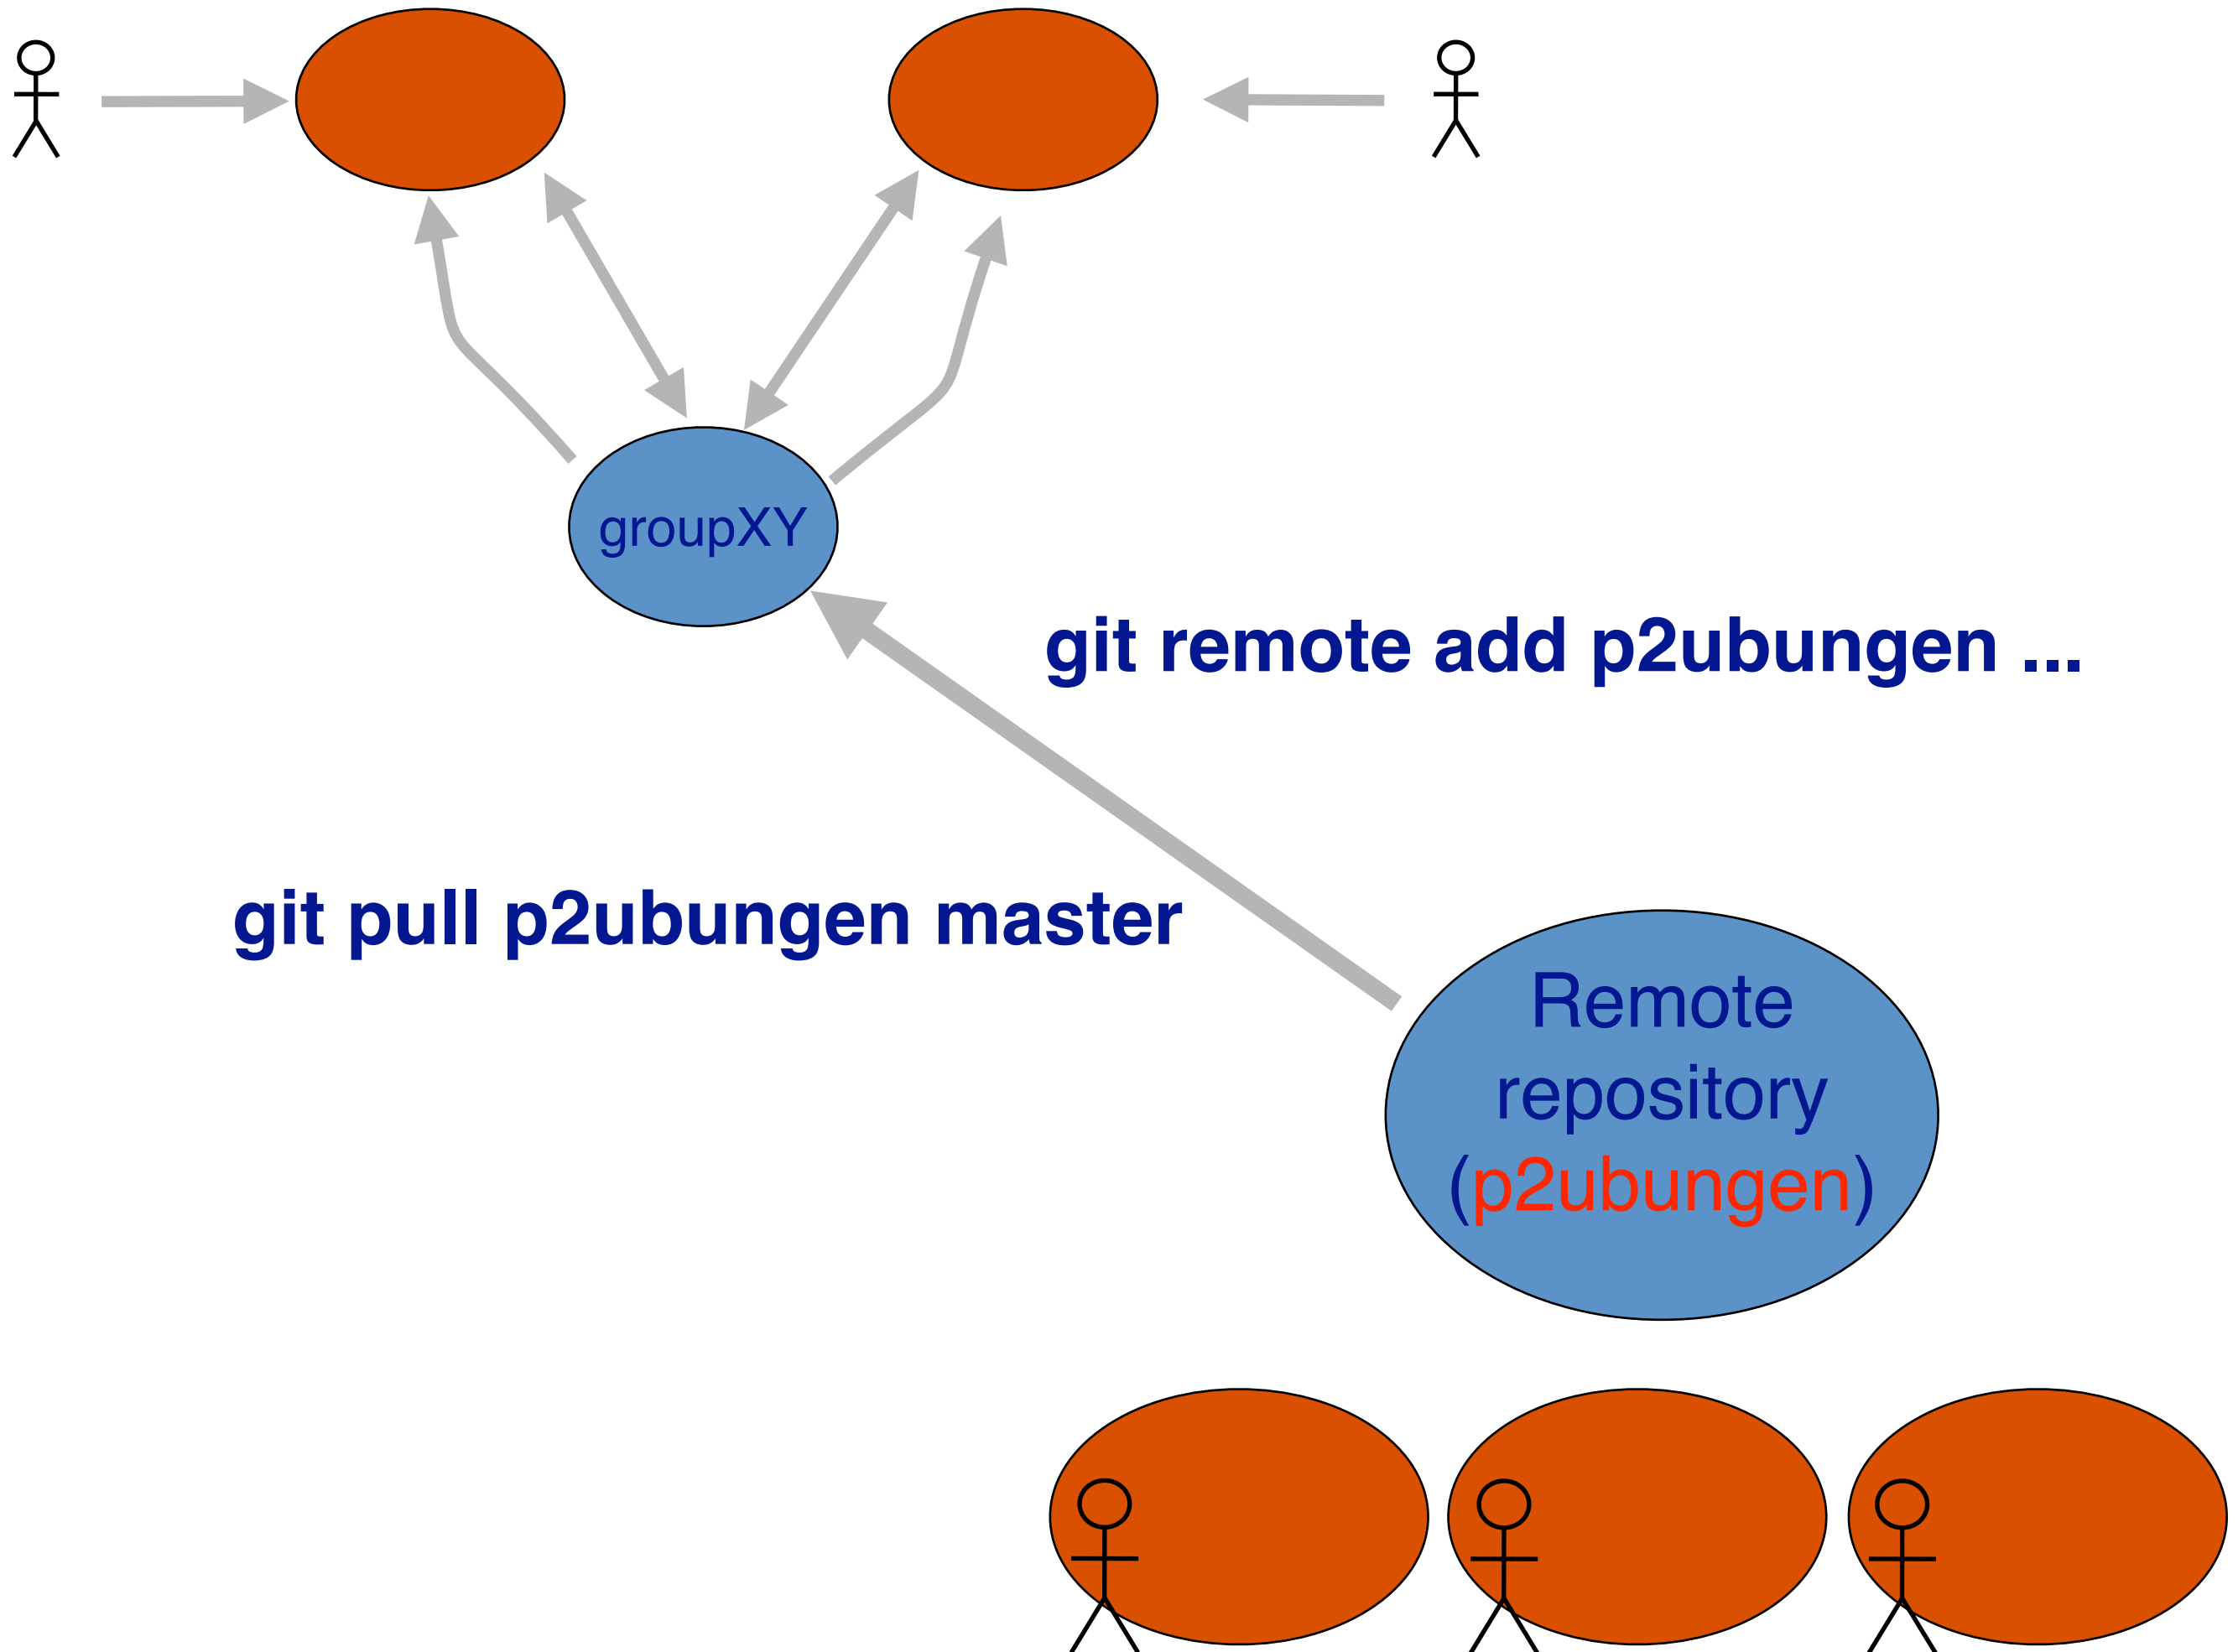 groupXY
git remote add p2ubungen ...
git pull p2ubungen master
Remote
repository
(p2ubungen)